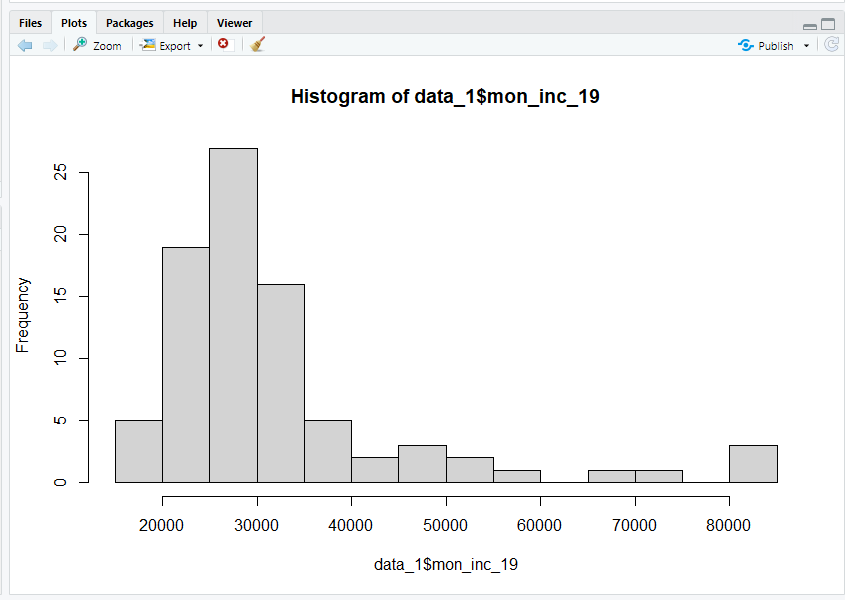 Files Plots Packages Help Viewer
Zoom Export Publish
Histogram of data_1$mon_inc_19
Frequency
25
20
15
10
5
0
20000 30000 40000 50000 60000 70000 80000
data_1$mon_inc_19